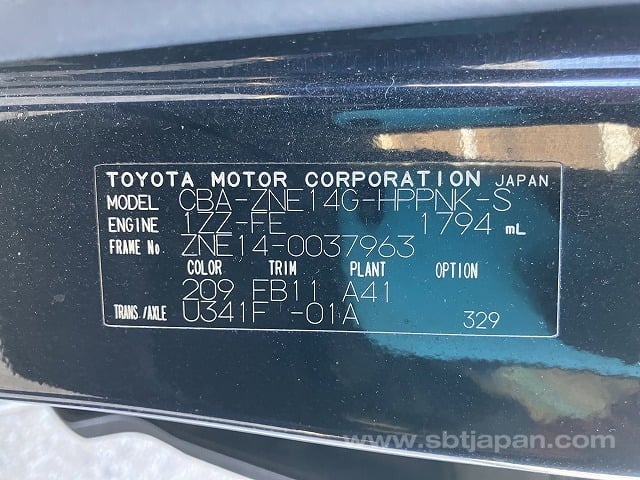 TOYOTA MOTOR CORPORATION JAPAN
MODEL CBA-ZNE14G-HPPNK-S
ENGINE 1ZZ-FE 1794 mL
FRAME No ZNE14-0037963
COLOR TRIM PLANT OPTION
209 FB11 A41
TRANS./AXLE U341F -01A 329
www.sbtjapan.com